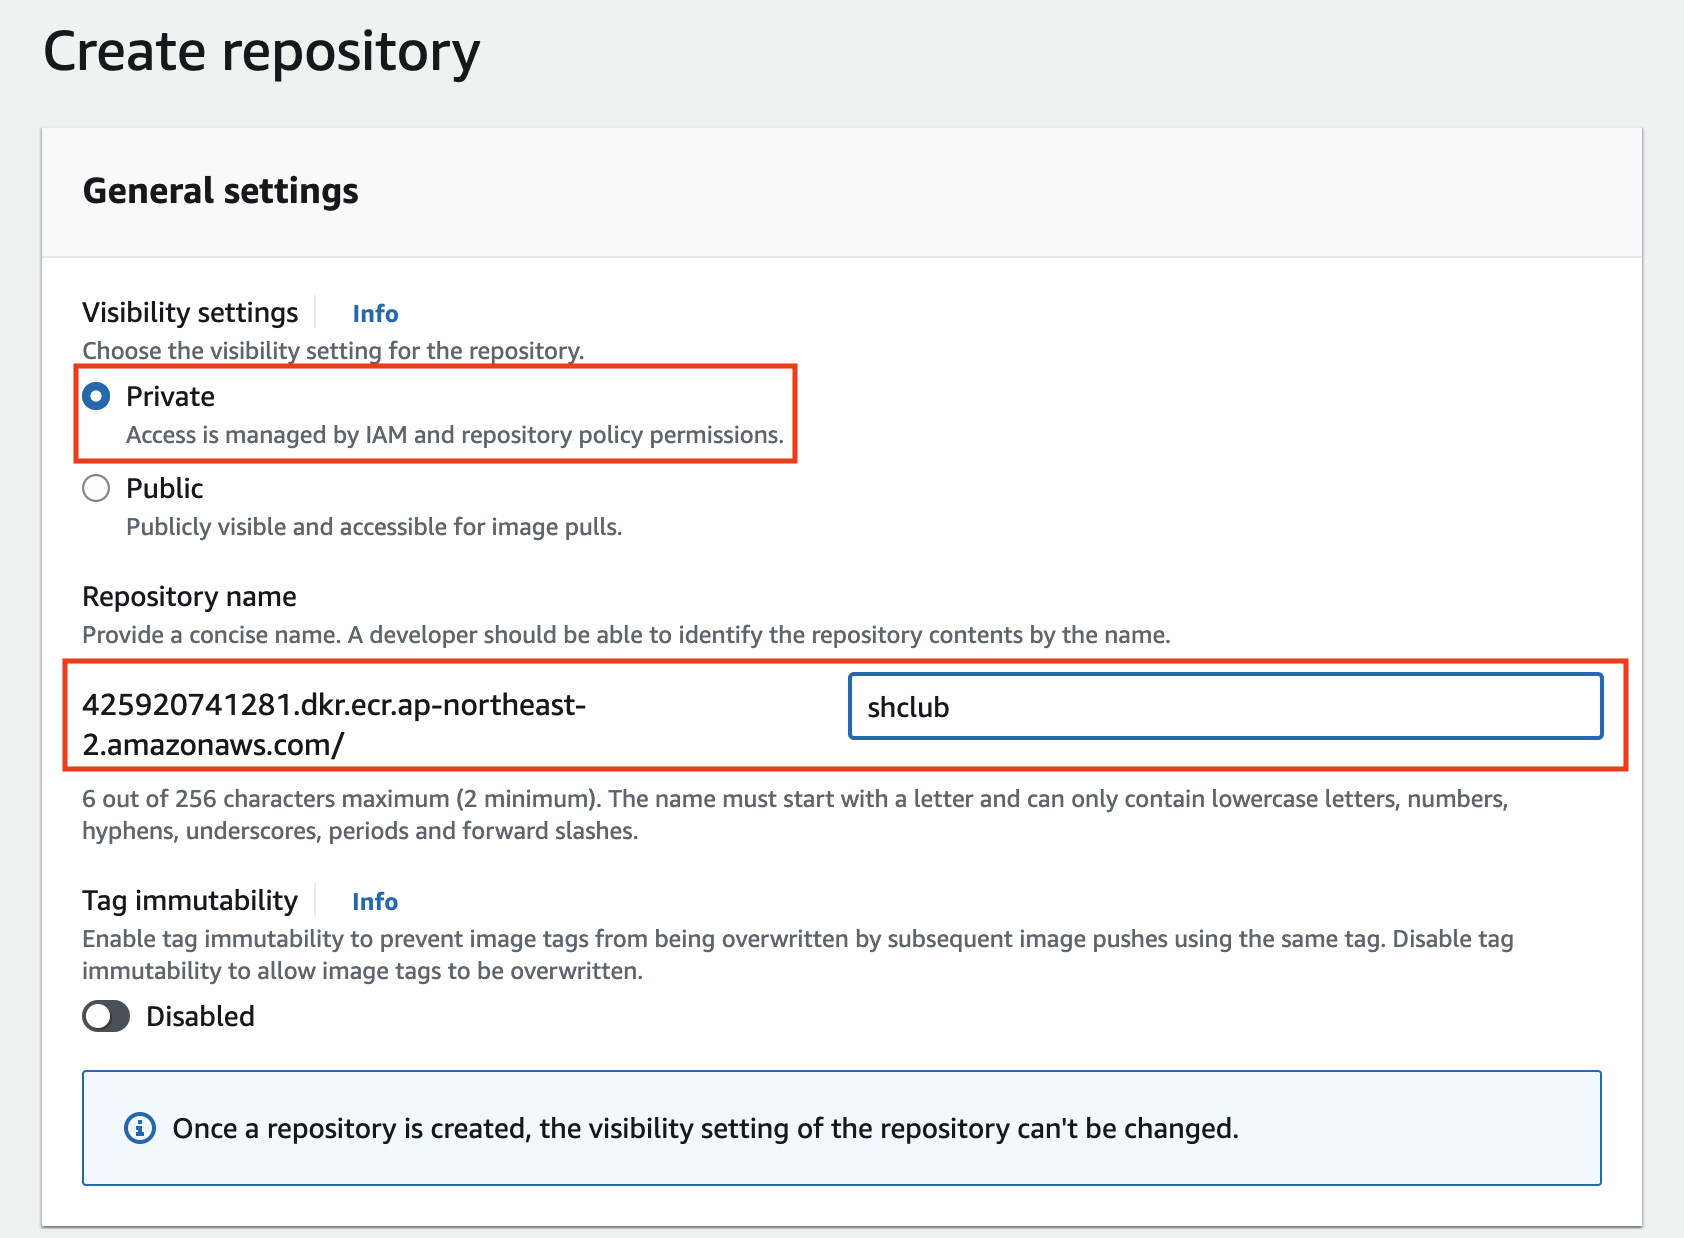 Create repository
General settings
Visibility settings
Info
Choose the visibility setting for the repository.
Private
Access is managed by IAM and repository policy permissions.
Public
Publicly visible and accessible for image pulls.
Repository name
Provide a concise name. A developer should be able to identify the repository contents by the name.
425920741281.dkr.ecr.ap-northeast-
2.amazonaws.com/
shclub
6 out of 256 characters maximum (2 minimum). The name must start with a letter and can only contain lowercase letters, numbers,
hyphens, underscores, periods and forward slashes.
Tag immutability
Info
Enable tag immutability to prevent image tags from being overwritten by subsequent image pushes using the same tag. Disable tag
immutability to allow image tags to be overwritten.
Disabled
Once a repository is created, the visibility setting of the repository can't be changed.